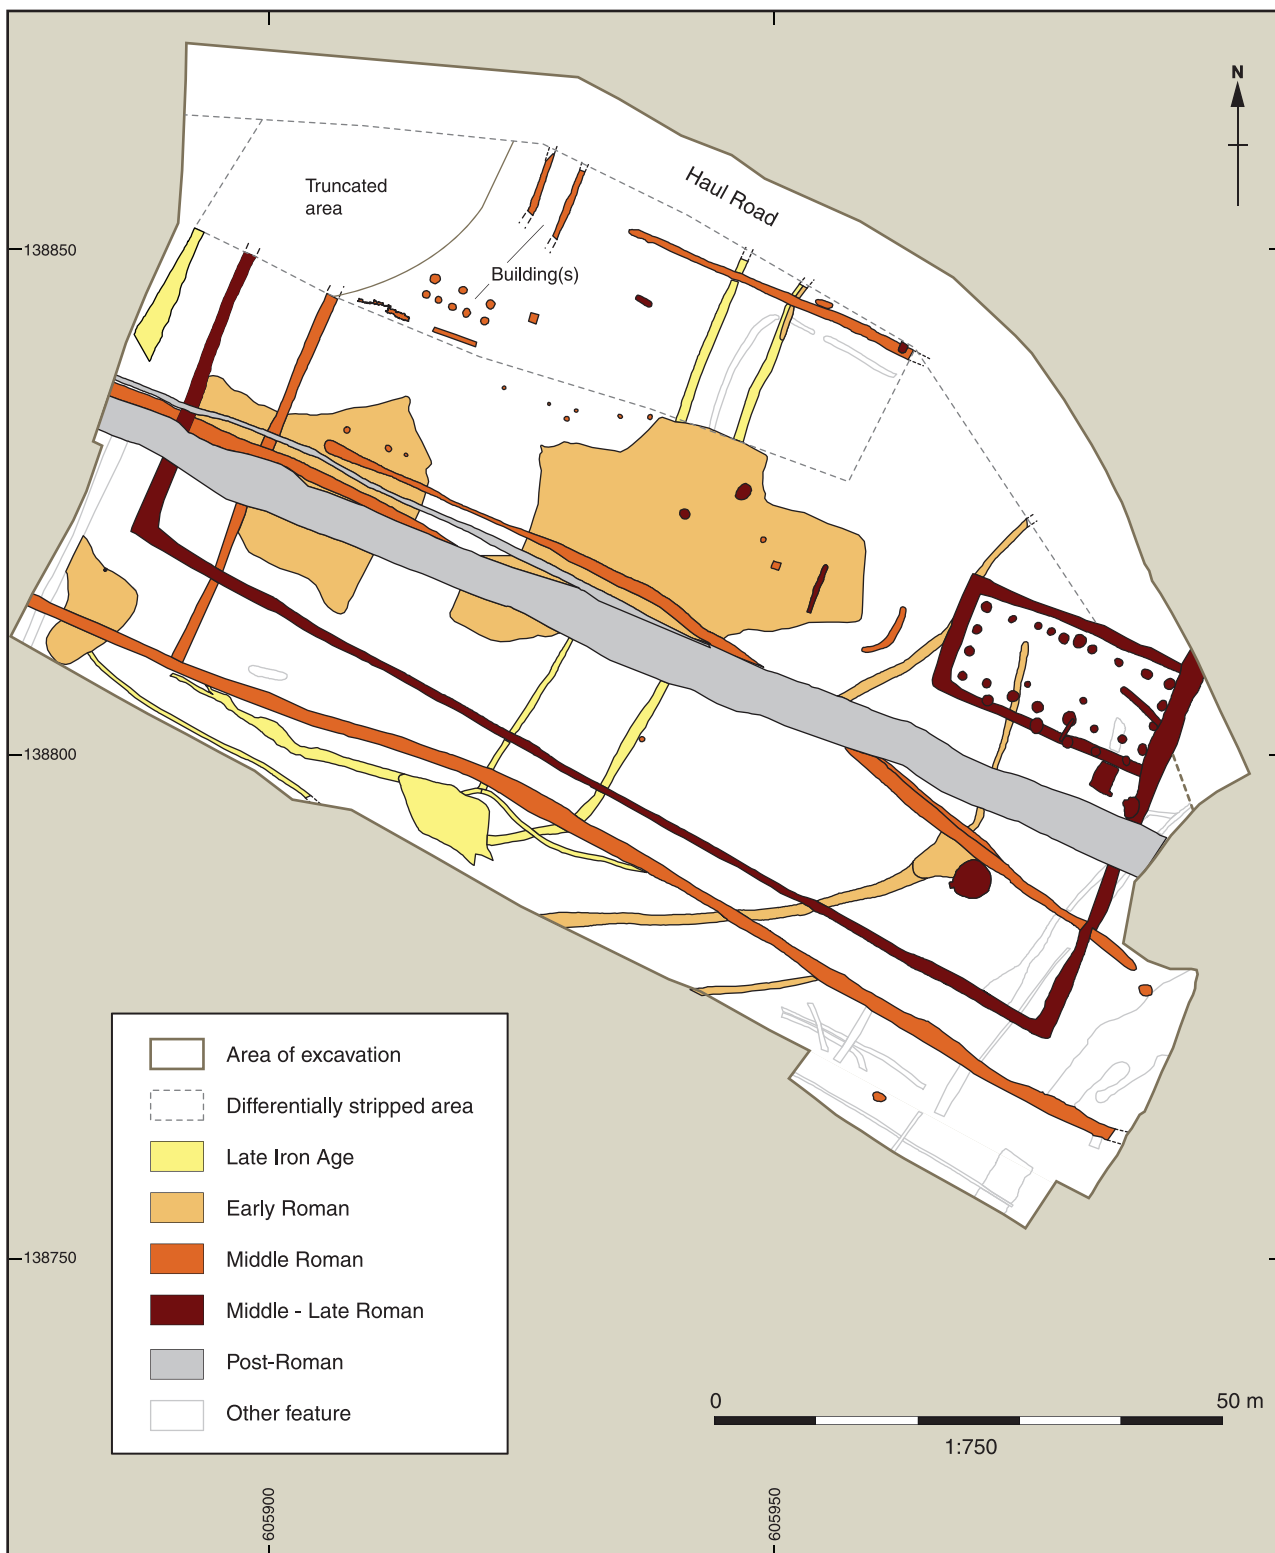 N
Haul Road
Truncated
area
138850
Building(s)
138800
Area of excavation
Differentially stripped area
Late Iron Age
Early Roman
138750
Middle Roman
Middle - Late Roman
Post-Roman
Other feature
0 50 m
1:750
605900
605950